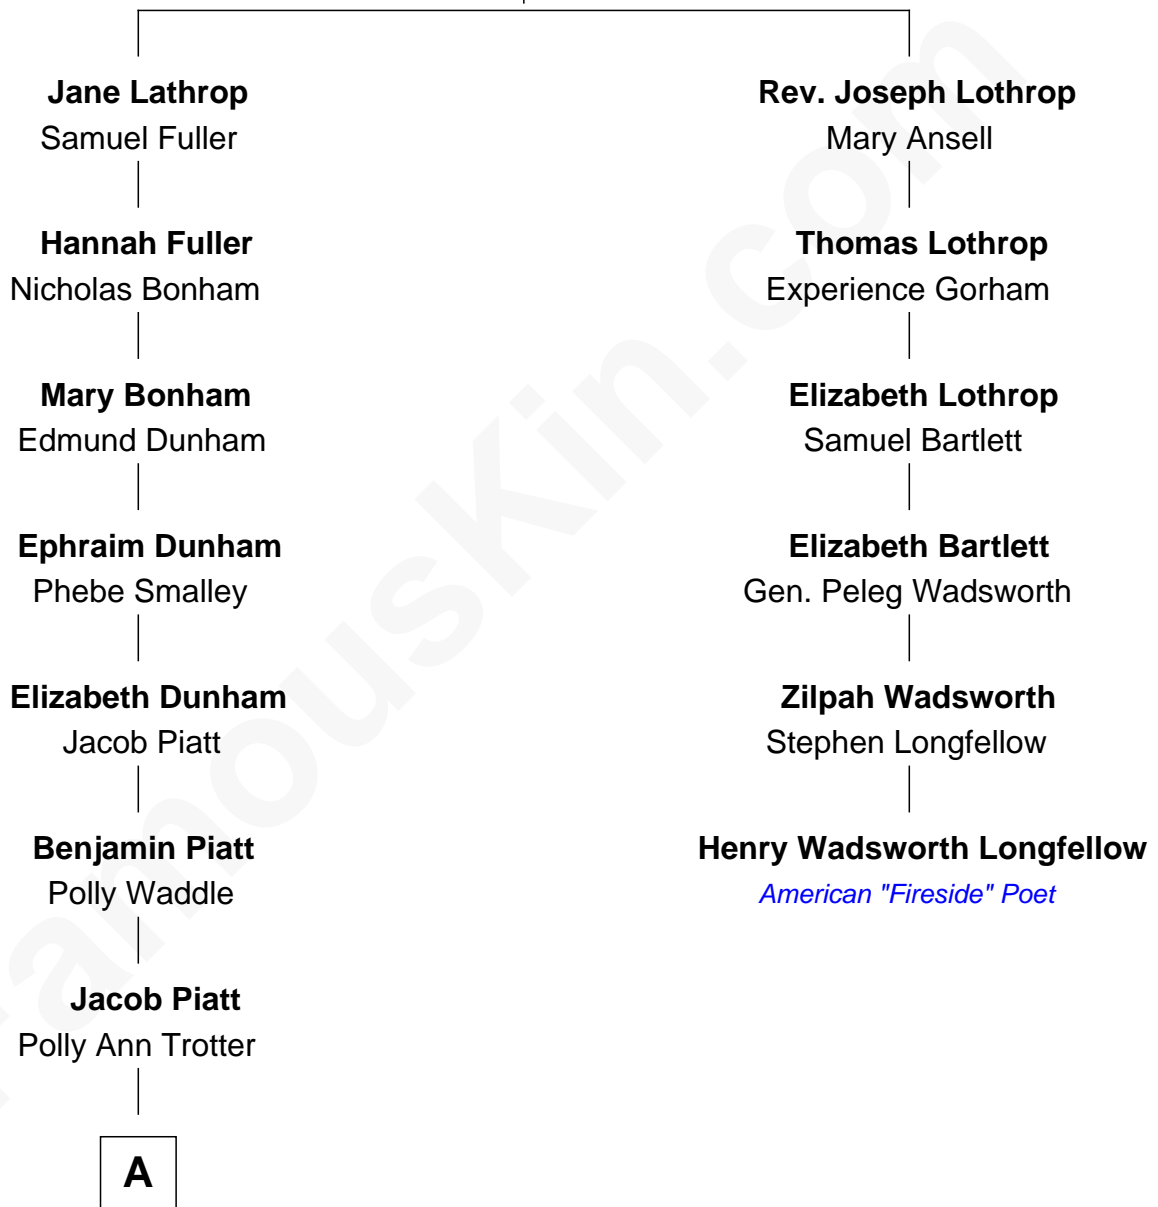 Jane Lathrop
Samuel Fuller
Hannah Fuller
Nicholas Bonham
Mary Bonham
Edmund Dunham
Ephraim Dunham
Phebe Smalley
Elizabeth Dunham
Jacob Piatt
Benjamin Piatt
Polly Waddle
Jacob Piatt
Polly Ann Trotter
A
Rev. Joseph Lothrop
Mary Ansell
Thomas Lothrop
Experience Gorham
Elizabeth Lothrop
Samuel Bartlett
Elizabeth Bartlett
Gen. Peleg Wadsworth
Zilpah Wadsworth
Stephen Longfellow
Henry Wadsworth Longfellow
American "Fireside" Poet
FamousKin.com